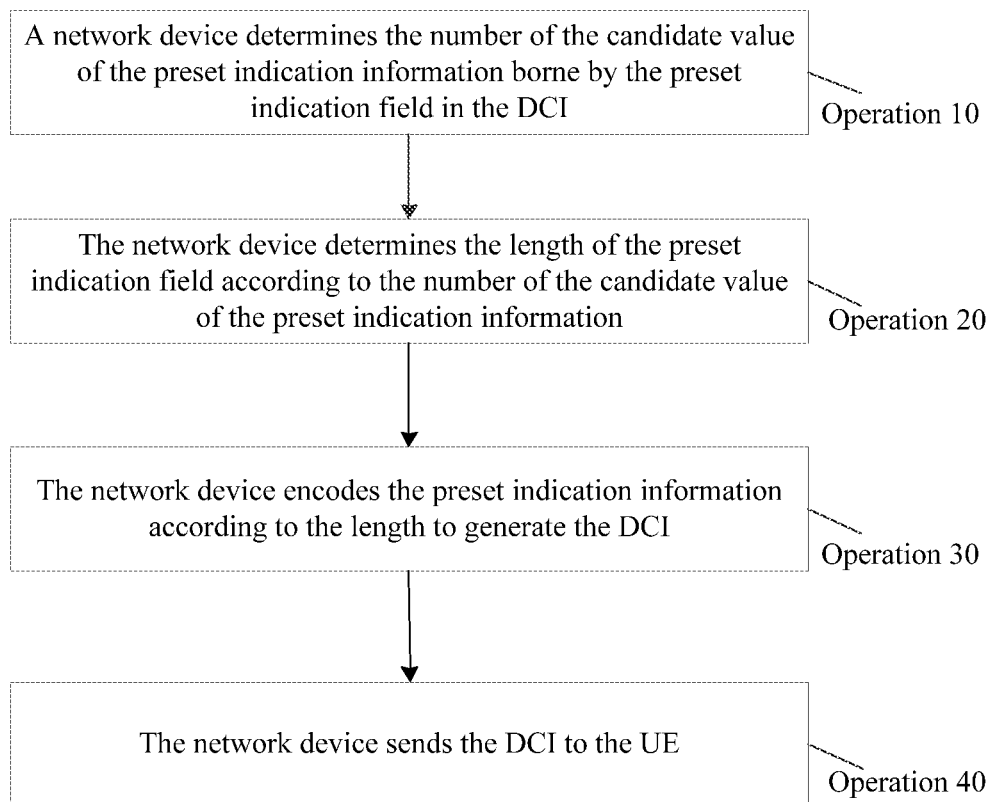 A network device determines the number of the candidate value
of the preset indication information borne by the preset
indication field in the DCI
Operation 10
The network device determines the length of the preset
indication field according to the number of the candidate value
of the preset indication information
Operation 20
The network device encodes the preset indication information
according to the length to generate the DCI
Operation 30
The network device sends the DCI to the UE
Operation 40